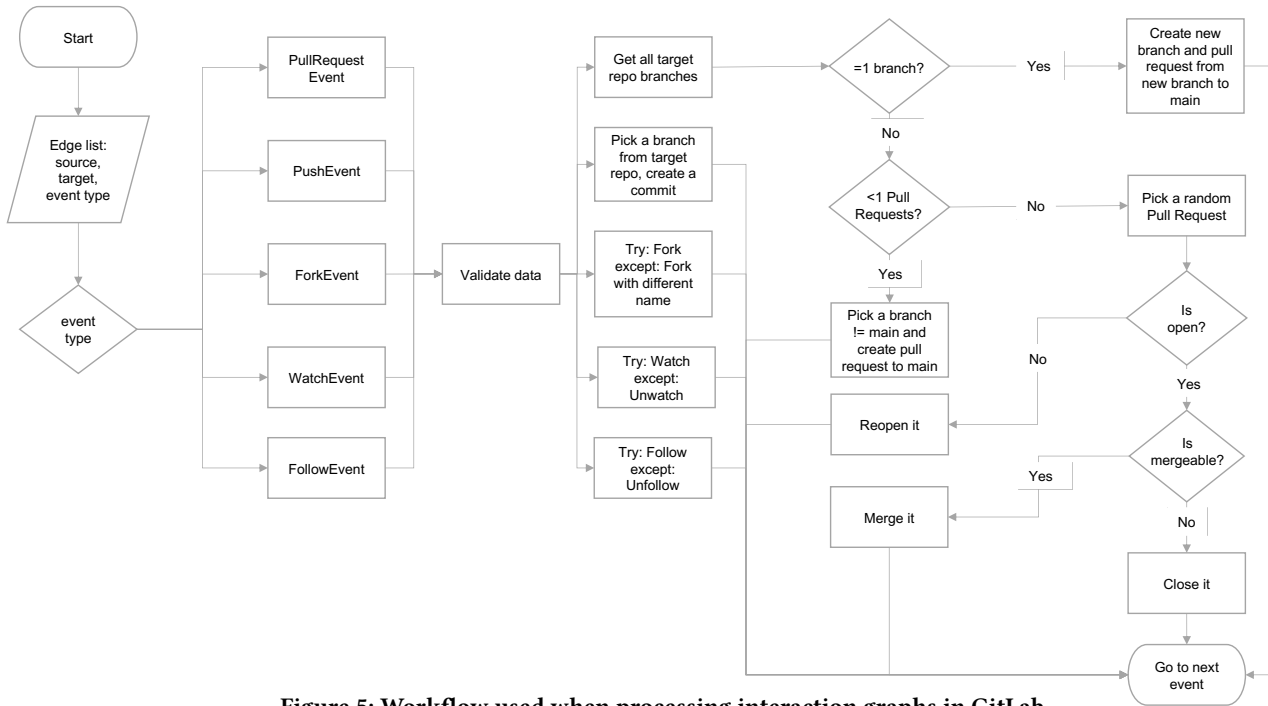 Start
Edge list:
source,
target,
event type
event
type
PullRequest
Event
PushEvent
ForkEvent
WatchEvent
FollowEvent
Validate data
Get all target
repo branches
Pick a branch
from target
repo, create a
commit
Try: Fork
except: Fork
with different
name
Try: Watch
except:
Unwatch
Try: Follow
except:
Unfollow
=1 branch?
Yes
Create new
branch and pull
request from
new branch to
main
No
<1 Pull
Requests?
No
Pick a random
Pull Request
Yes
Pick a branch
!= main and
create pull
request to main
Is
open?
No
Reopen it
Yes
Is
mergeable?
Yes
Merge it
No
Close it
Go to next
event
Figure 5: Workflow used when processing interaction graphs in GitLab